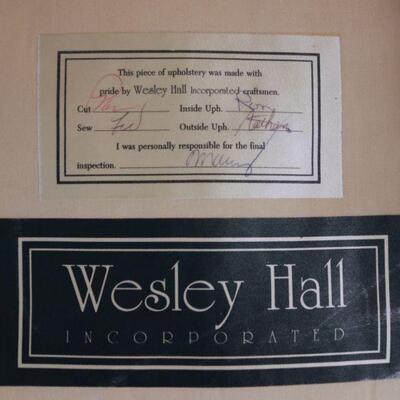 This piece of upholstery was made with
pride by Wesley Hall Incorporated craftsmen.
Cut Inside Uph. Ron
Sew Outside Uph.
I was personally responsible for the final
inspection.
Wesley Hall
INCORPORATED